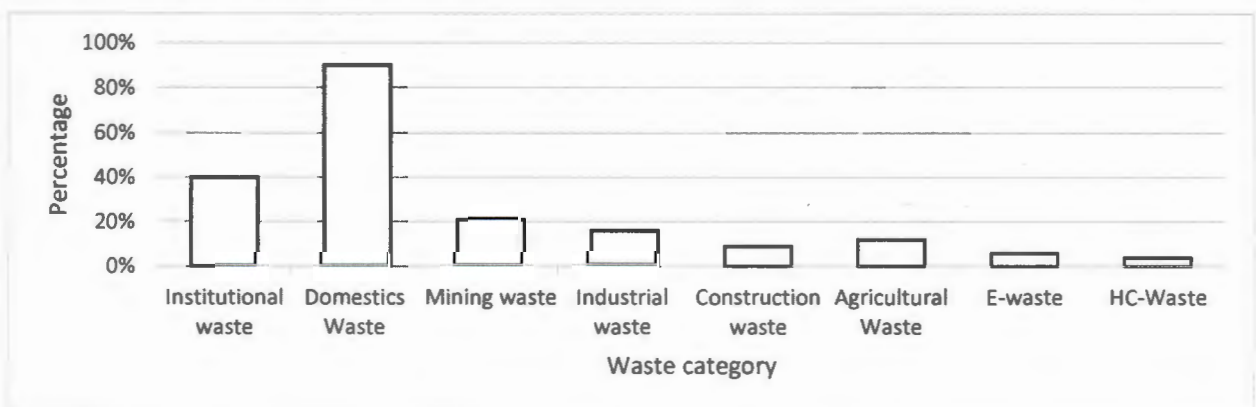 100%
80%
60%
40%
20%
0%
Percentage
Institutional waste
Domestics Waste
Mining waste
Industrial waste
Construction waste
Agricultural Waste
E-waste
HC-Waste
Waste category